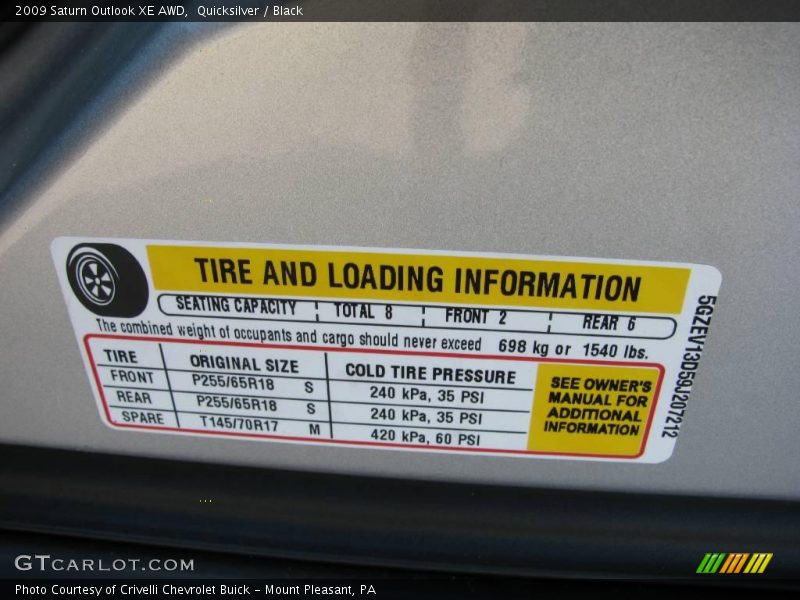 2009 Saturn Outlook XE AWD, Quicksilver / Black
TIRE AND LOADING INFORMATION
SEATING CAPACITY TOTAL 8 FRONT 2 REAR 6
The combined weight of occupants and cargo should never exceed 698 kg or 1540 lbs.
TIRE ORIGINAL SIZE COLD TIRE PRESSURE
FRONT P255/65R18 S 240 kPa, 35 PSI
REAR P255/65R18 S 240 kPa, 35 PSI
SPARE T145/70R17 M 420 kPa, 60 PSI
SEE OWNER'S
MANUAL FOR
ADDITIONAL
INFORMATION
5GZEV13D59J207212
GTCARLOT.COM
Photo Courtesy of Crivelli Chevrolet Buick - Mount Pleasant, PA